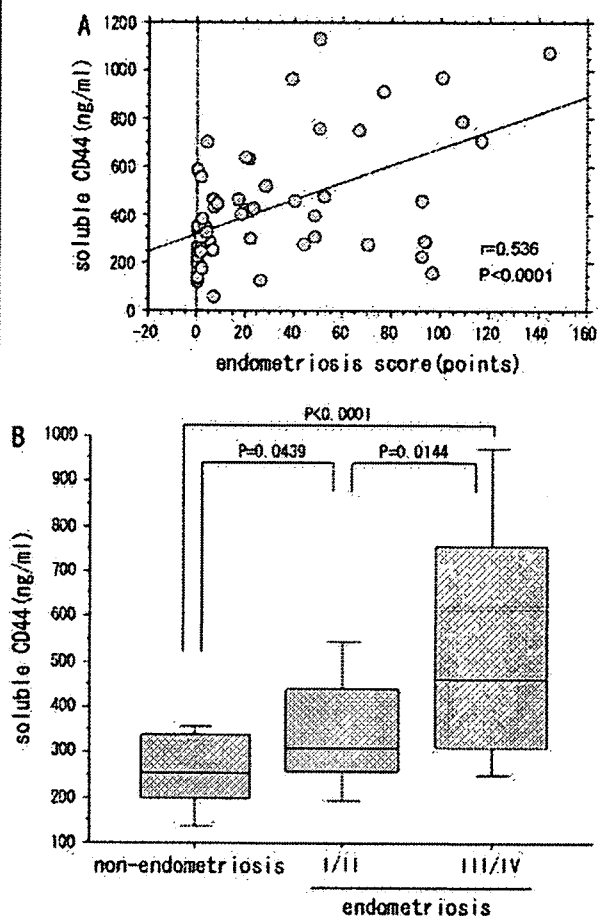 A
1200
1000
800
600
400
200
0
soluble CD44(ng/ml)
r=0.536
P<0.0001
-20 0 20 40 60 80 100 120 140 160
endometriosis score(points)
B
P<0.0001
P=0.0439 P=0.0144
1000
900
800
700
600
500
400
300
200
100
soluble CD44(ng/ml)
non-endometriosis I/II III/IV
endometriosis